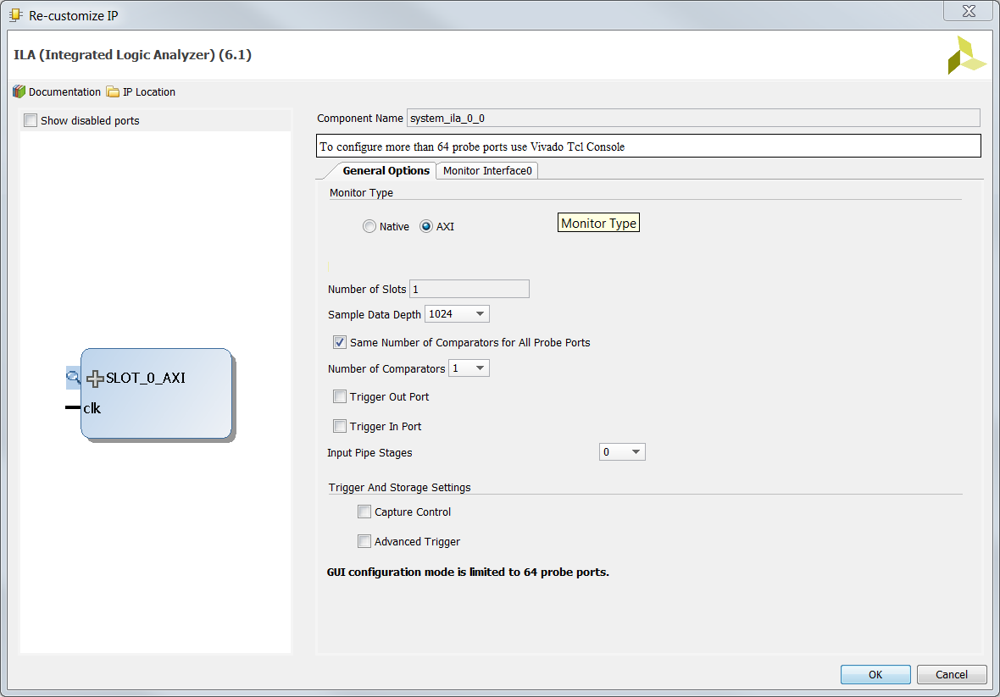 Re-customize IP
ILA (Integrated Logic Analyzer) (6.1)
Documentation IP Location
Show disabled ports
SLOT_0_AXI
clk
Component Name system_ila_0_0
To configure more than 64 probe ports use Vivado Tcl Console
General Options Monitor Interface0
Monitor Type
Native AXI Monitor Type
Number of Slots 1
Sample Data Depth 1024
Same Number of Comparators for All Probe Ports
Number of Comparators 1
Trigger Out Port
Trigger In Port
Input Pipe Stages 0
Trigger And Storage Settings
Capture Control
Advanced Trigger
GUI configuration mode is limited to 64 probe ports.
OK Cancel